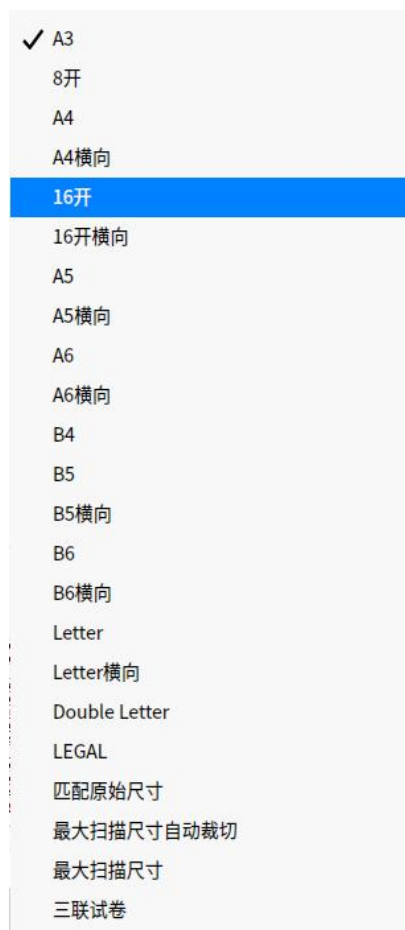 A3
8开
A4
A4横向
16开
16开横向
A5
A5横向
A6
A6横向
B4
B5
B5横向
B6
B6横向
Letter
Letter横向
Double Letter
LEGAL
匹配原始尺寸
最大扫描尺寸自动裁切
最大扫描尺寸
三联试卷